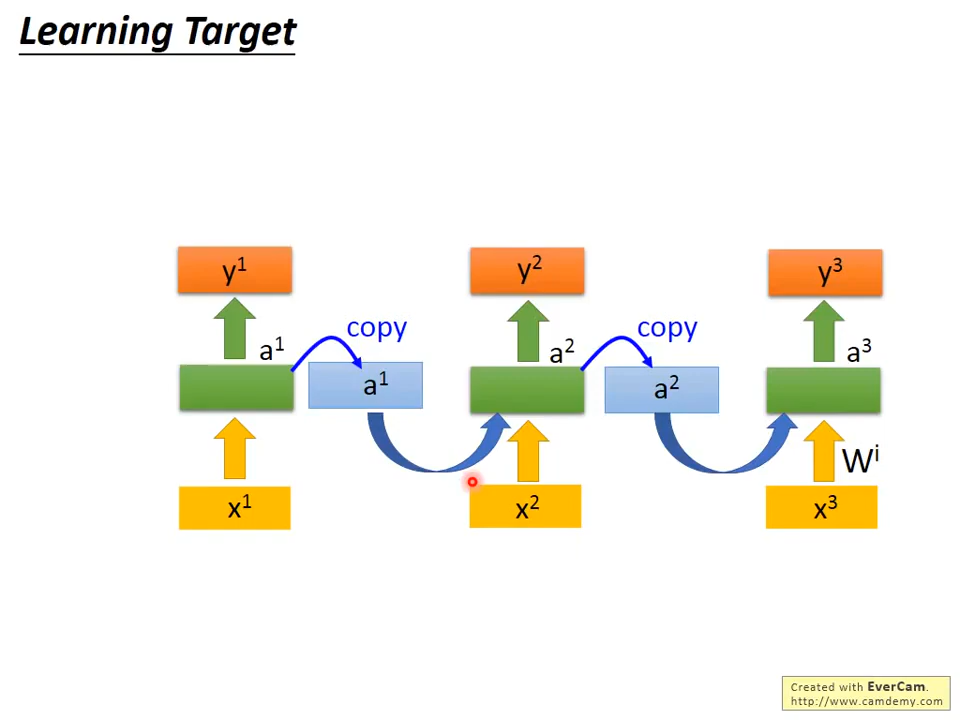 Learning Target
y¹ y² y³
copy copy
a¹ a² a³
a¹ a²
Wⁱ
x¹ x² x³
Created with EverCam.
http://www.camdemy.com